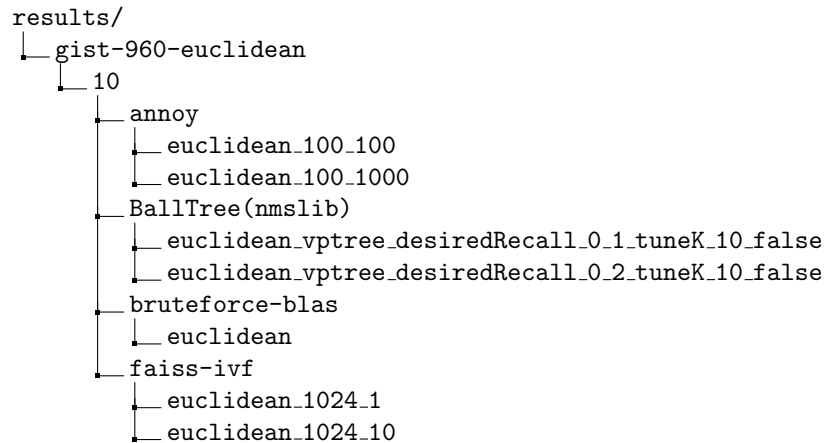 results/
gist-960-euclidean
10
annoy
euclidean_100_100
euclidean_100_1000
BallTree(nmslib)
euclidean_vptree_desiredRecall_0_1_tuneK_10_false
euclidean_vptree_desiredRecall_0_2_tuneK_10_false
bruteforce-blas
euclidean
faiss-ivf
euclidean_1024_1
euclidean_1024_10